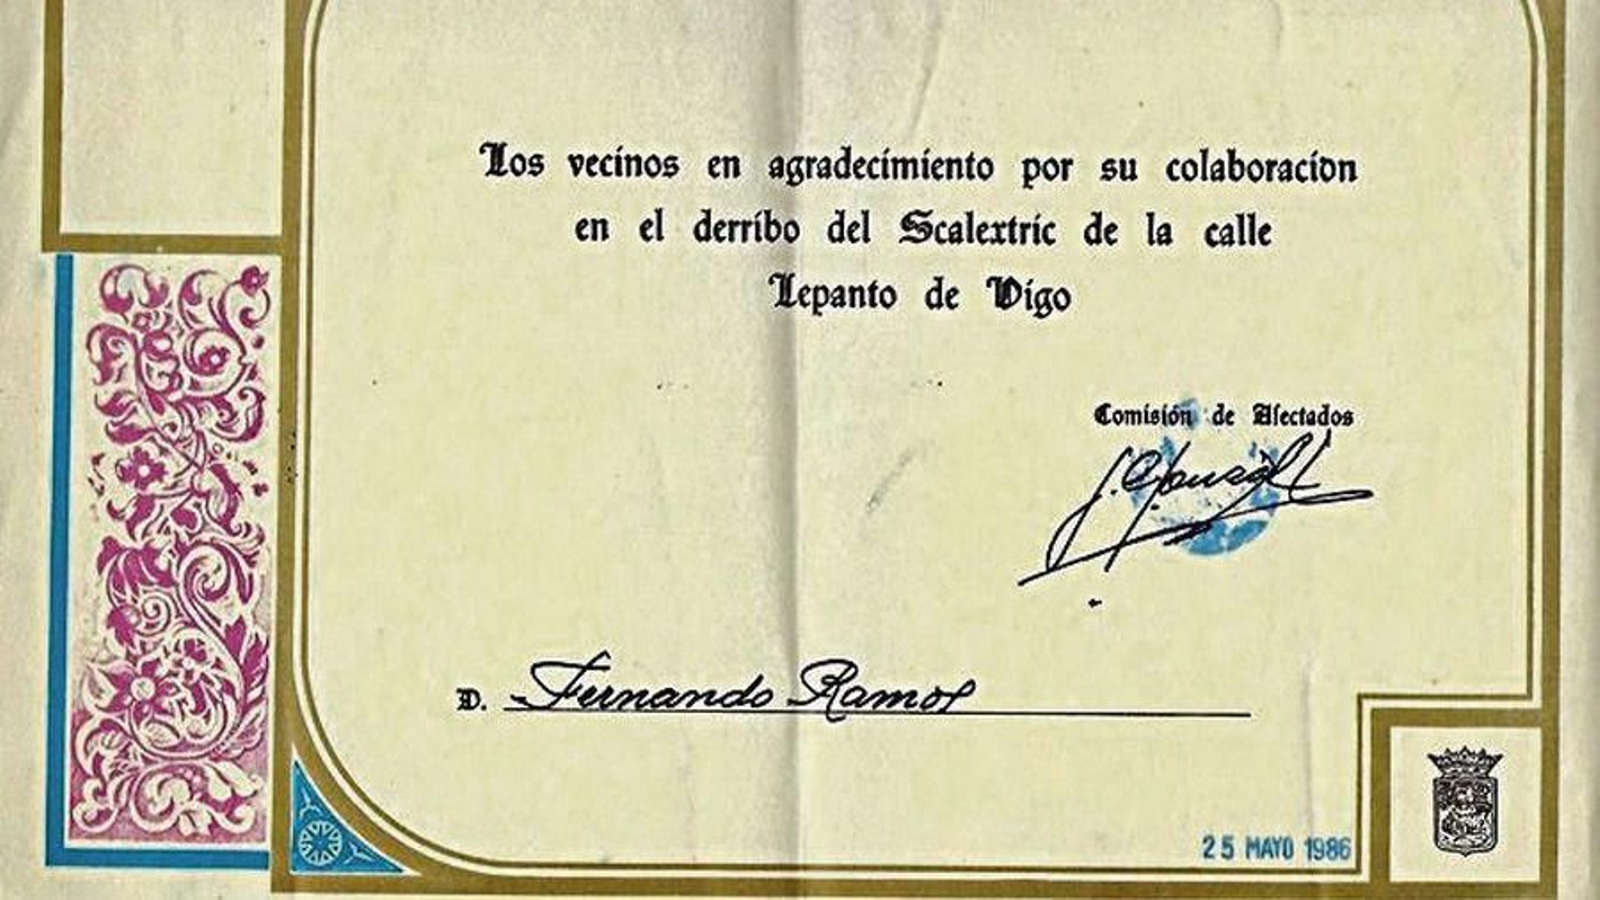 Los vecinos en agradecimiento por su colaboración
en el derribo del Scalextric de la calle
Lepanto de Vigo
Comisión de Afectados
D. Fernando Ramos
25 MAYO 1986